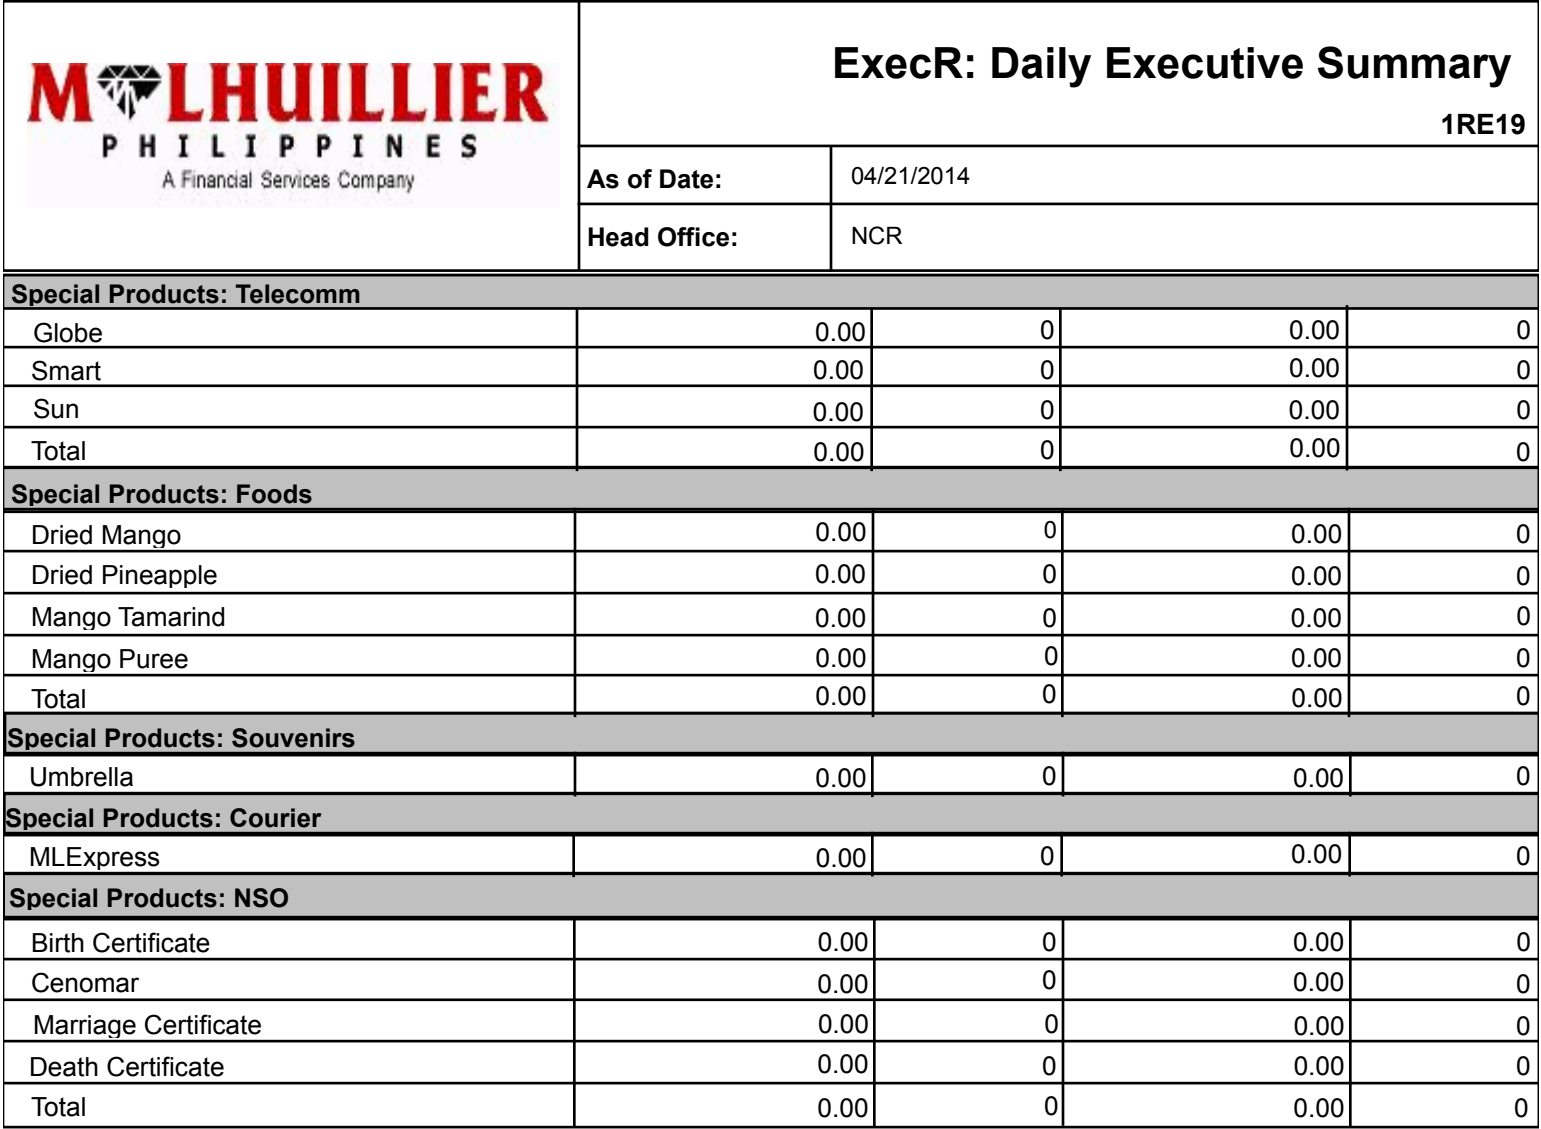 M LHUILLIER
PHILIPPINES
A Financial Services Company
ExecR: Daily Executive Summary
1RE19
As of Date: 04/21/2014
Head Office: NCR
Special Products: Telecomm
Globe 0.00 0 0.00 0
Smart 0.00 0 0.00 0
Sun 0.00 0 0.00 0
Total 0.00 0 0.00 0
Special Products: Foods
Dried Mango 0.00 0 0.00 0
Dried Pineapple 0.00 0 0.00 0
Mango Tamarind 0.00 0 0.00 0
Mango Puree 0.00 0 0.00 0
Total 0.00 0 0.00 0
Special Products: Souvenirs
Umbrella 0.00 0 0.00 0
Special Products: Courier
MLExpress 0.00 0 0.00 0
Special Products: NSO
Birth Certificate 0.00 0 0.00 0
Cenomar 0.00 0 0.00 0
Marriage Certificate 0.00 0 0.00 0
Death Certificate 0.00 0 0.00 0
Total 0.00 0 0.00 0